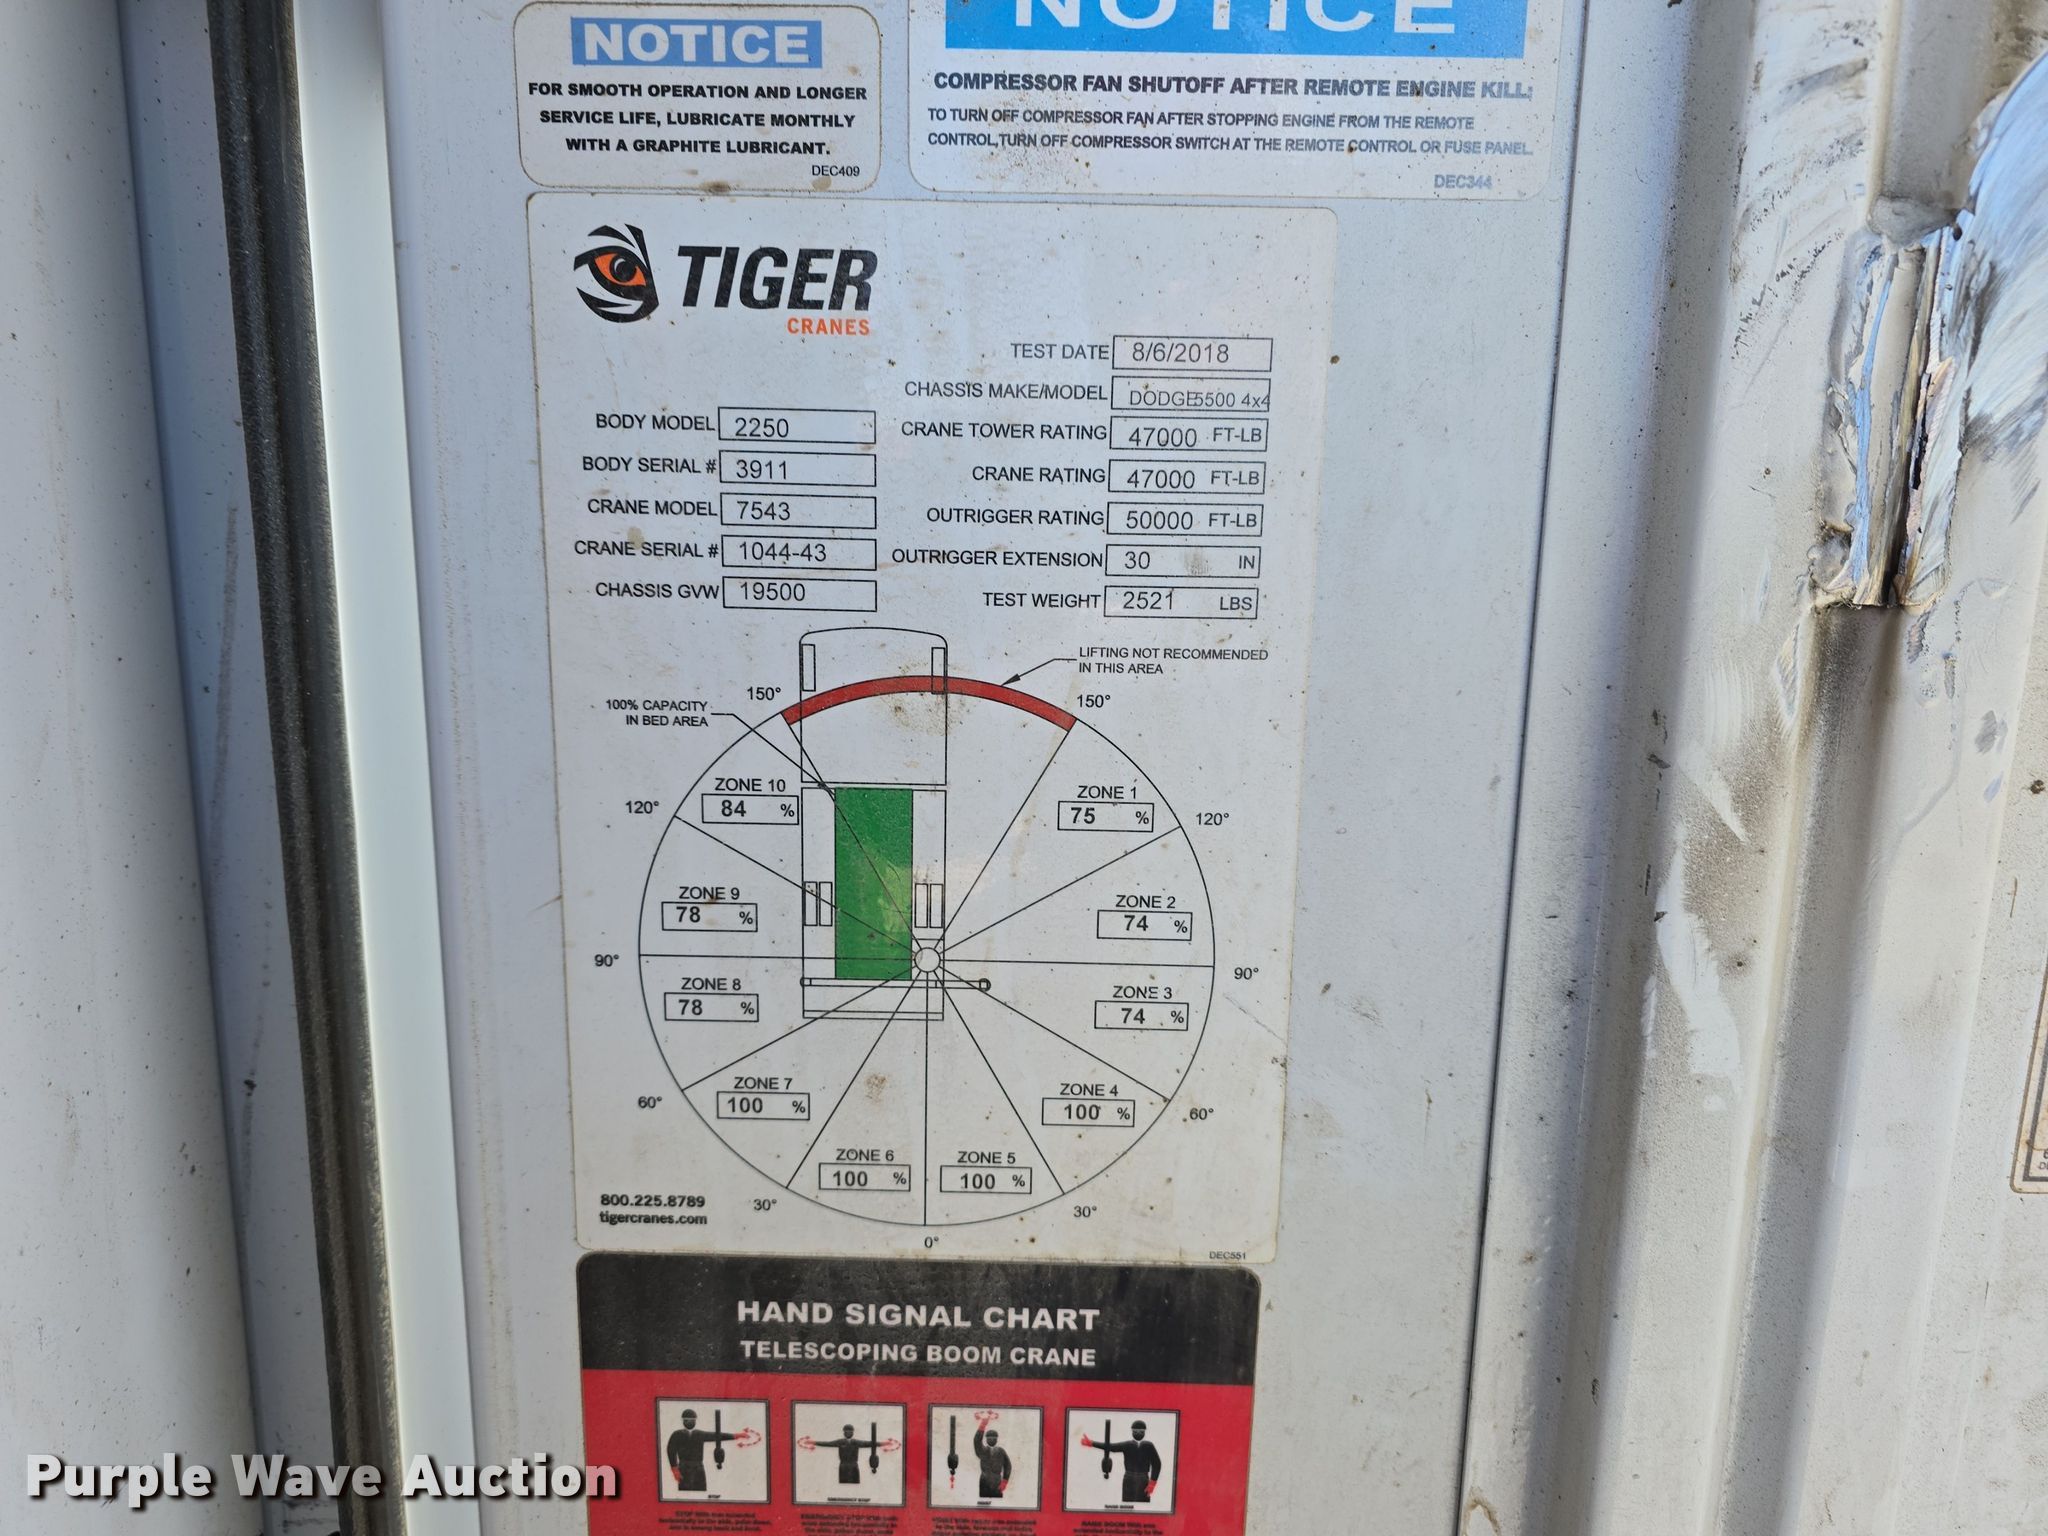 NOTICE
FOR SMOOTH OPERATION AND LONGER
SERVICE LIFE, LUBRICATE MONTHLY
WITH A GRAPHITE LUBRICANT.
DEC409
NOTICE
COMPRESSOR FAN SHUTOFF AFTER REMOTE ENGINE KILL:
TO TURN OFF COMPRESSOR FAN AFTER STOPPING ENGINE FROM THE REMOTE
CONTROL, TURN OFF COMPRESSOR SWITCH AT THE REMOTE CONTROL OR FUSE PANEL.
DEC344
TIGER
CRANES
TEST DATE 8/6/2018
CHASSIS MAKE/MODEL DODGE5500 4x4
BODY MODEL 2250
CRANE TOWER RATING 47000 FT-LB
BODY SERIAL # 3911
CRANE RATING 47000 FT-LB
CRANE MODEL 7543
OUTRIGGER RATING 50000 FT-LB
CRANE SERIAL # 1044-43
OUTRIGGER EXTENSION 30 IN
CHASSIS GVW 19500
TEST WEIGHT 2521 LBS
LIFTING NOT RECOMMENDED
IN THIS AREA
100% CAPACITY
IN BED AREA
150°
150°
ZONE 10
84 %
ZONE 1
75 %
120°
120°
ZONE 9
78 %
ZONE 2
74 %
90°
90°
ZONE 8
78 %
ZONE 3
74 %
60°
60°
ZONE 7
100 %
ZONE 4
100 %
ZONE 6
100 %
ZONE 5
100 %
30°
30°
0°
800.225.8789
tigercranes.com
DEC551
HAND SIGNAL CHART
TELESCOPING BOOM CRANE
STOP
EMERGENCY STOP
HOIST
RAISE BOOM
Purple Wave Auction